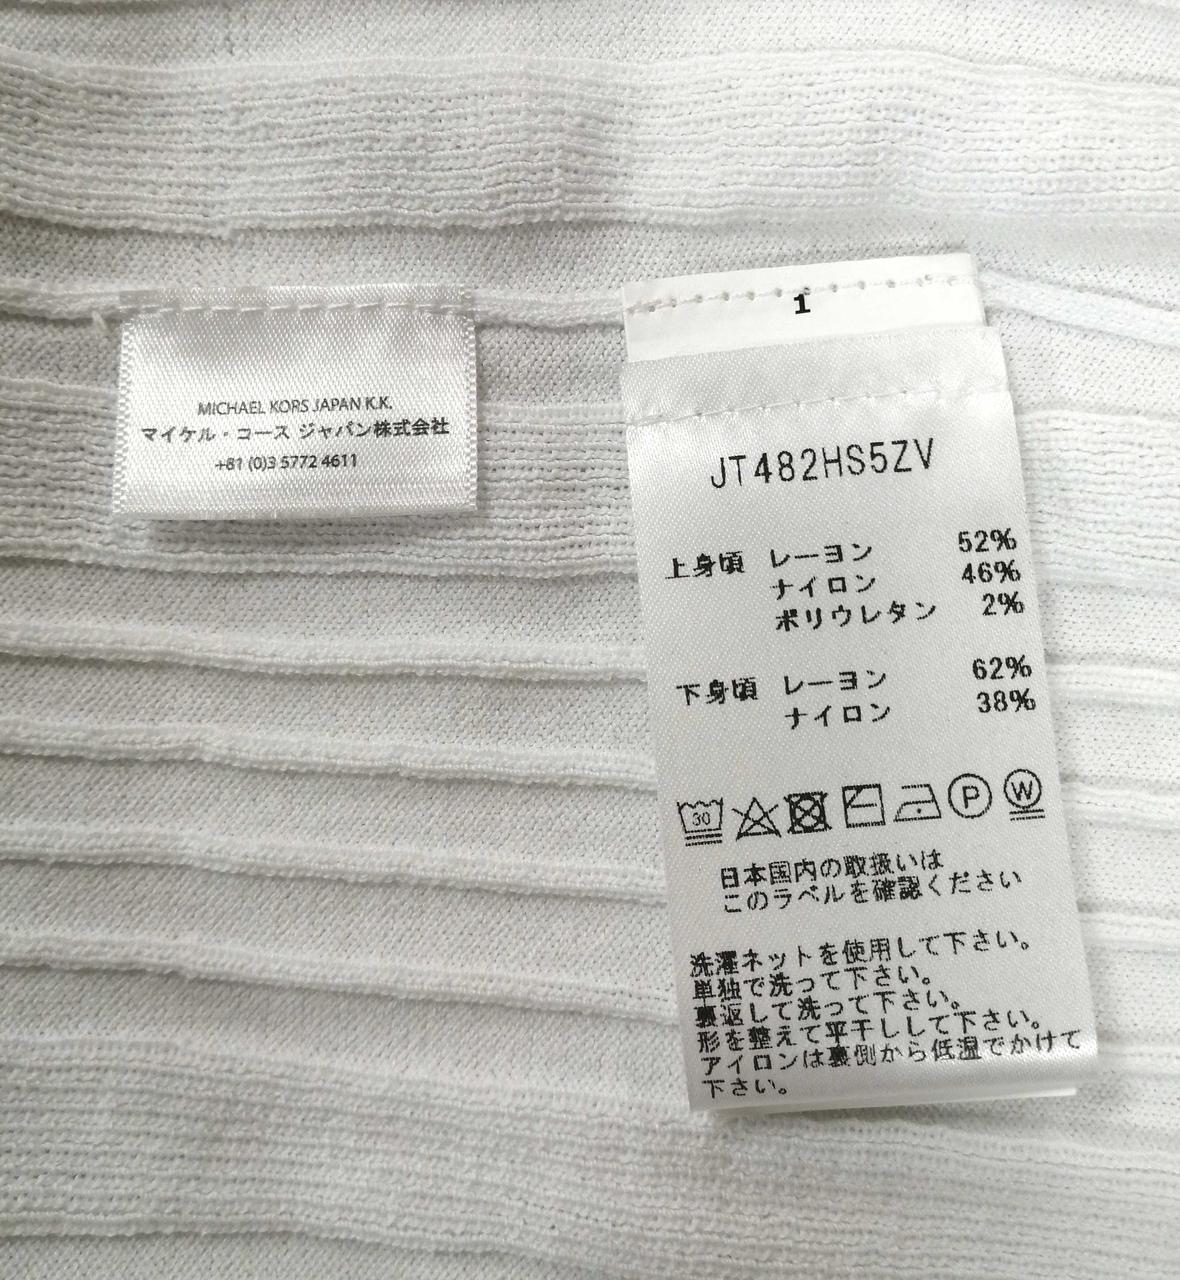 MICHAEL KORS JAPAN K.K.
マイケル・コース ジャパン株式会社
+81 (0)3 5772 4611
1
JT482HS5ZV
上身頃 レーヨン 52%
ナイロン 46%
ポリウレタン 2%
下身頃 レーヨン 62%
ナイロン 38%
30 P W
日本国内の取扱いは
このラベルを確認ください
洗濯ネットを使用して下さい。
単独で洗って下さい。
裏返して洗って下さい。
形を整えて平干しして下さい。
アイロンは裏側から低温でかけて
下さい。